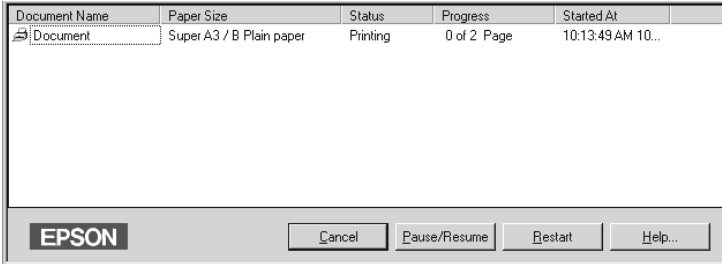 Document Name Paper Size Status Progress Started At
Document Super A3 / B Plain paper Printing 0 of 2 Page 10:13:49 AM 10...
EPSON Cancel Pause/Resume Restart Help...